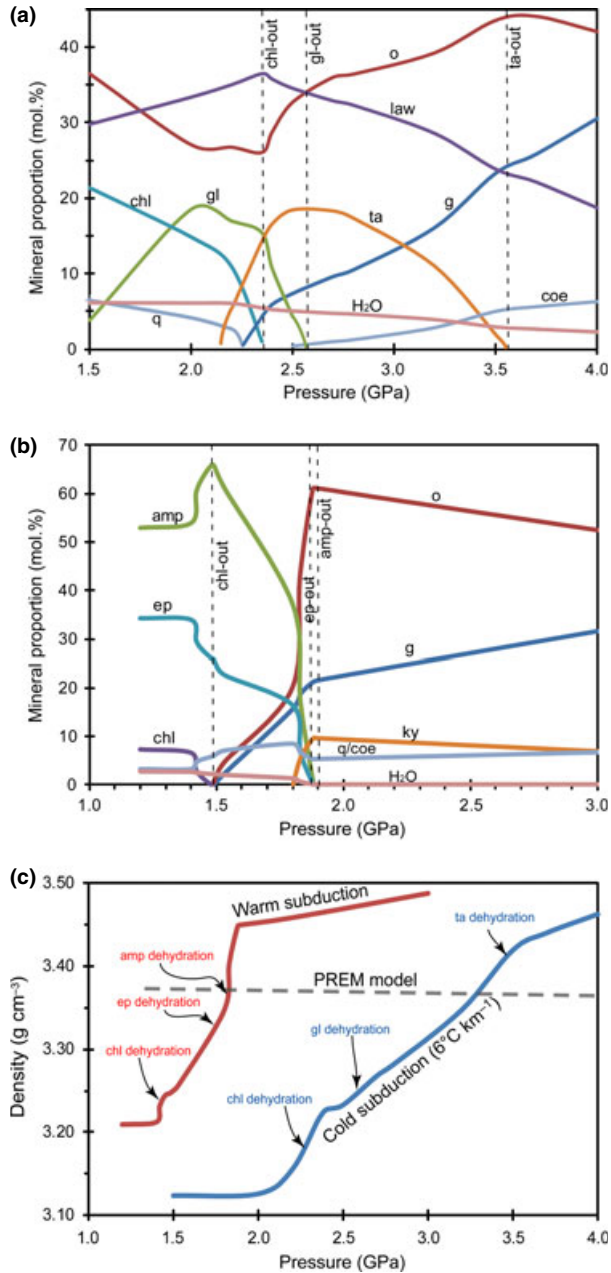 (a)
Mineral proportion (mol.%)
45
40
30
20
10
0
chl-out
gl-out
ta-out
o
law
chl
gl
g
ta
H₂O
q
coe
1.5
2.0
2.5
3.0
3.5
4.0
Pressure (GPa)
(b)
Mineral proportion (mol.%)
70
60
50
40
30
20
10
0
amp
ep
chl
chl-out
ep-out
amp-out
o
g
ky
q/coe
H₂O
1.0
1.5
2.0
2.5
3.0
Pressure (GPa)
(c)
Density (g cm⁻³)
3.50
3.40
3.30
3.20
3.10
Warm subduction
ta dehydration
amp dehydration
PREM model
ep dehydration
gl dehydration
Cold subduction (6°C km⁻¹)
chl dehydration
chl dehydration
1.0
1.5
2.0
2.5
3.0
3.5
4.0
Pressure (GPa)